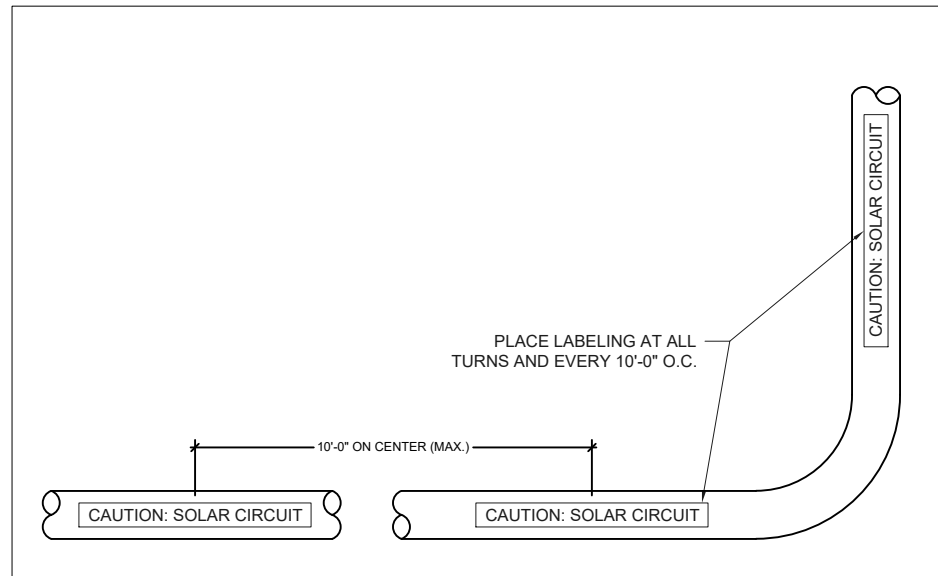 CAUTION: SOLAR CIRCUIT
PLACE LABELING AT ALL
TURNS AND EVERY 10'-0" O.C.
10'-0" ON CENTER (MAX.)
CAUTION: SOLAR CIRCUIT
CAUTION: SOLAR CIRCUIT